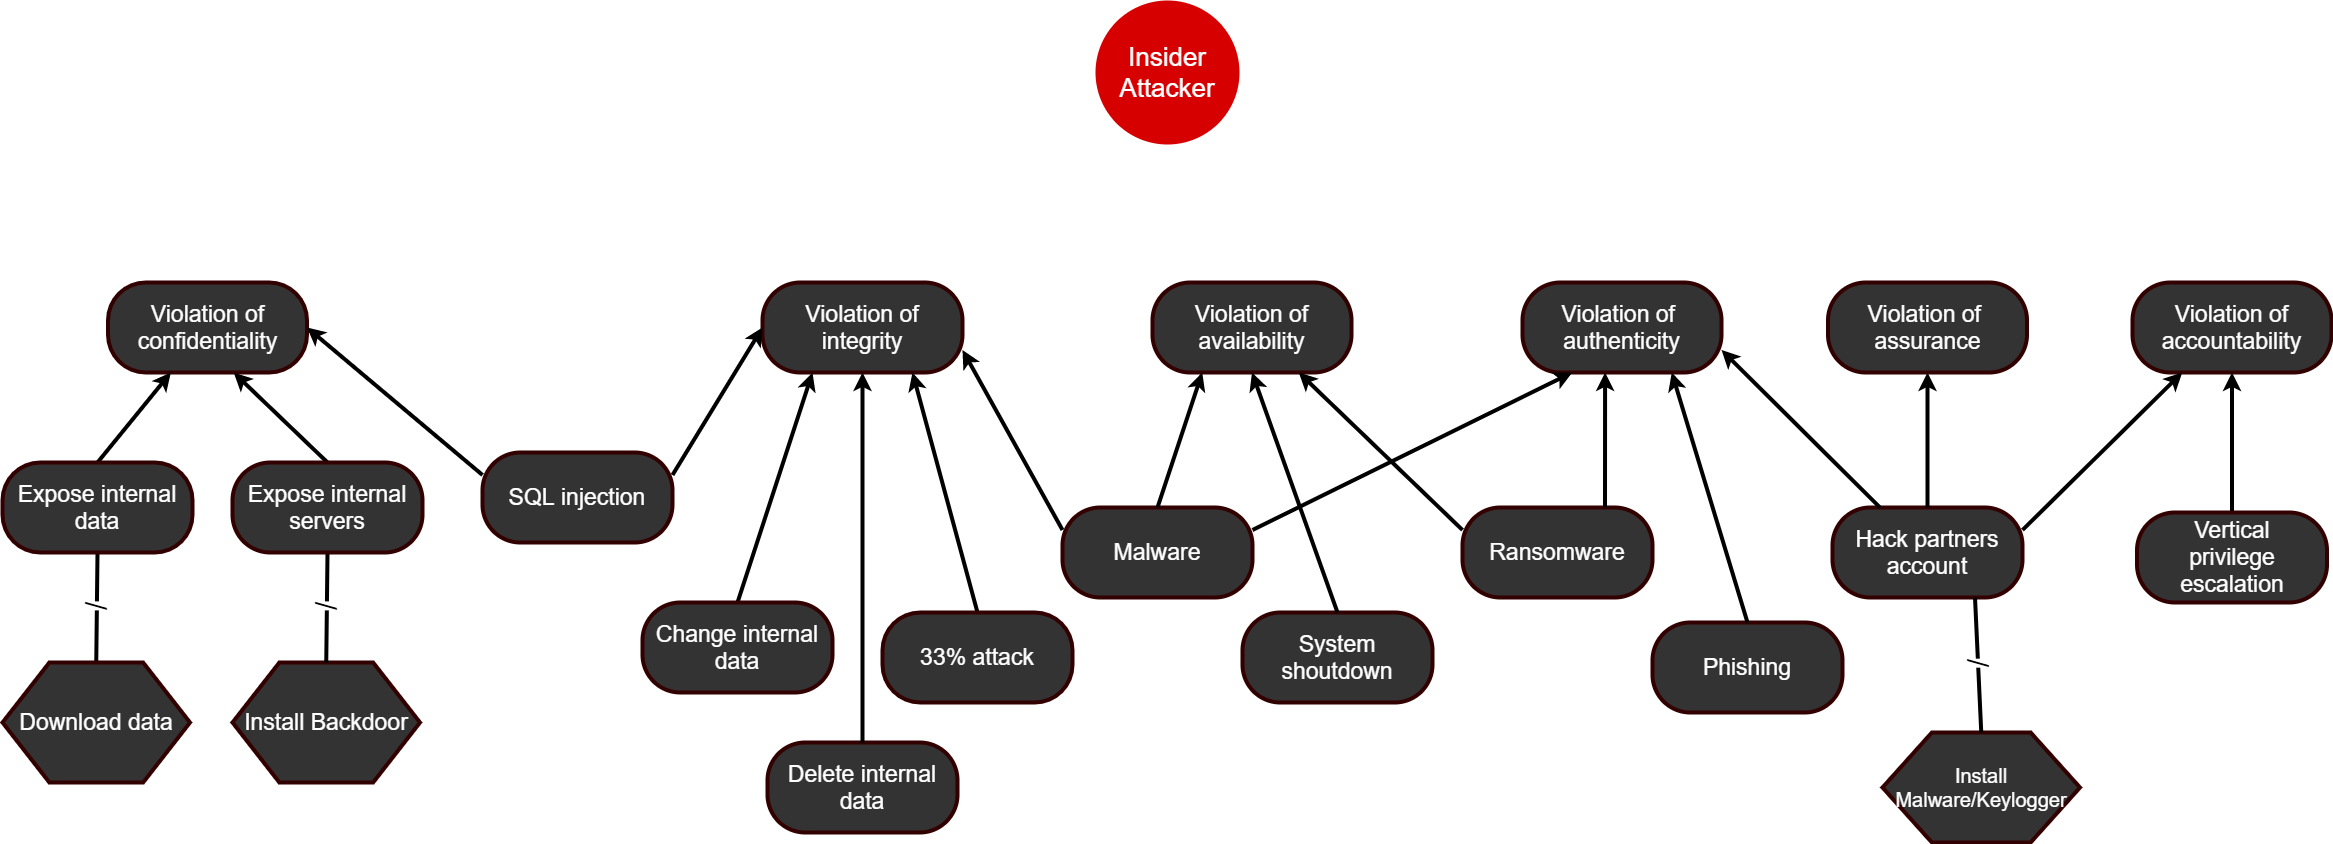 Insider
Attacker
Violation of
confidentiality
Violation of
integrity
Violation of
availability
Violation of
authenticity
Violation of
assurance
Violation of
accountability
Expose internal
data
Expose internal
servers
SQL injection
Malware
Ransomware
Hack partners
account
Vertical
privilege
escalation
Change internal
data
33% attack
System
shoutdown
Phishing
Download data
Install Backdoor
Delete internal
data
Install
Malware/Keylogger